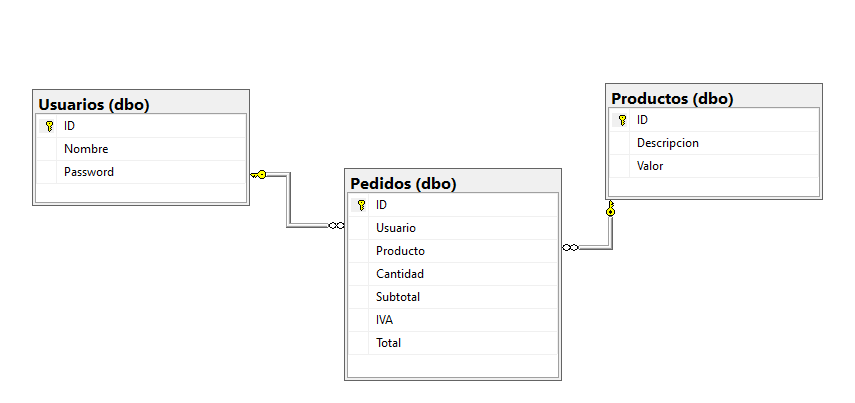 Usuarios (dbo)
ID
Nombre
Password
Pedidos (dbo)
ID
Usuario
Producto
Cantidad
Subtotal
IVA
Total
Productos (dbo)
ID
Descripcion
Valor